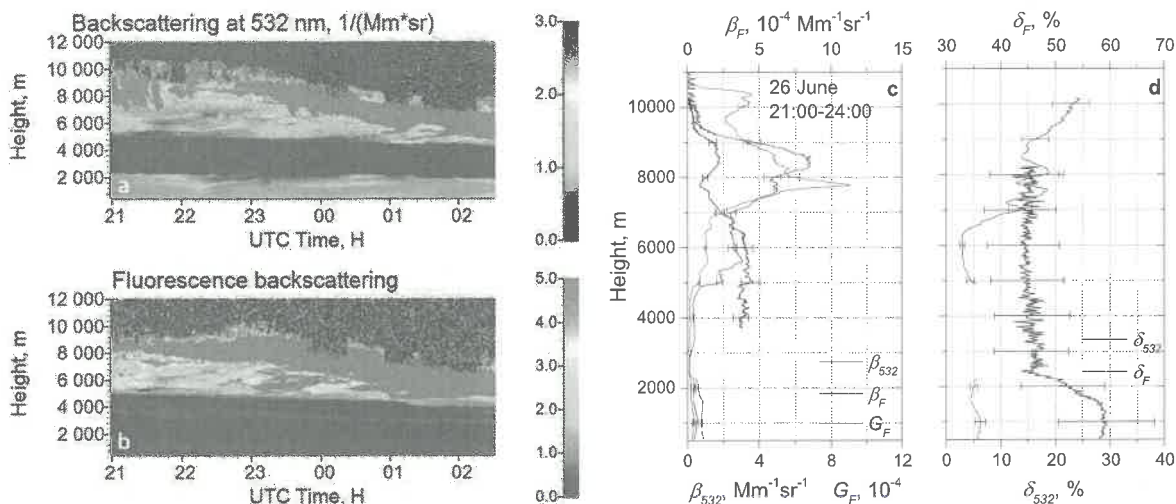 Backscattering at 532 nm, 1/(Mm*sr)
12 000
10 000
8 000
6 000
4 000
2 000
Height, m
a
21 22 23 00 01 02
UTC Time, H
3.0
2.0
1.0
0.0
Fluorescence backscattering
12 000
10 000
8 000
6 000
4 000
2 000
Height, m
b
21 22 23 00 01 02
UTC Time, H
5.0
4.0
3.0
2.0
1.0
0.0
β_F, 10⁻⁴ Mm⁻¹sr⁻¹
0 5 10 15
26 June c
21:00-24:00
10000
8000
6000
4000
2000
Height, m
β₅₃₂
β_F
G_F
0 4 8 12
β₅₃₂, Mm⁻¹sr⁻¹ G_F, 10⁻⁴
δ_F, %
30 40 50 60 70 80
d
δ₅₃₂
δ_F
0 10 20 30 40
δ₅₃₂, %